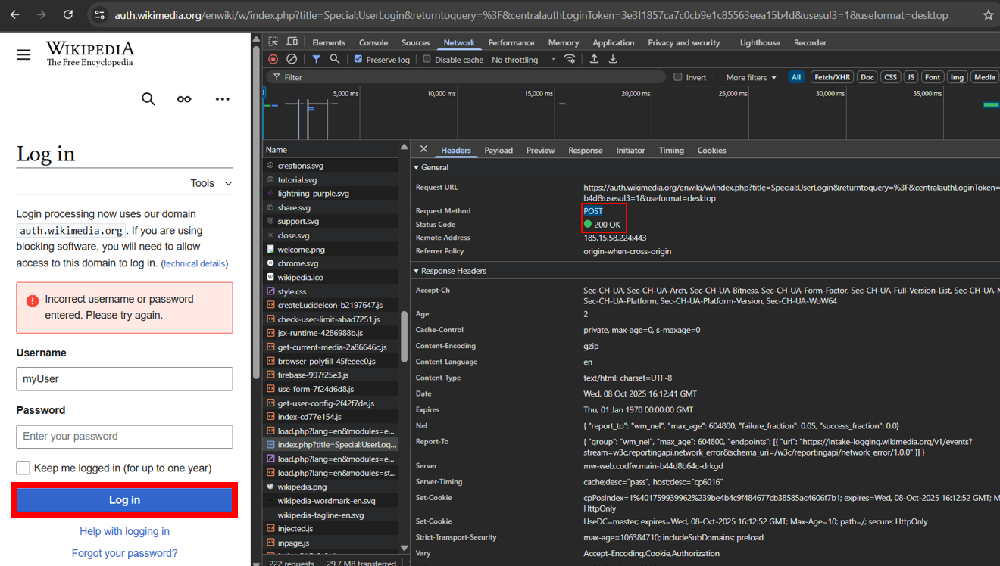 auth.wikimedia.org/enwiki/w/index.php?title=Special:UserLogin&returntoquery=%3F&centralauthLoginToken=3e3f1857ca7c0cb9e1c85563eea15b4d&usesul3=1&useformat=desktop
WIKIPEDIA
The Free Encyclopedia
Log in
Tools
Login processing now uses our domain
auth.wikimedia.org . If you are using
blocking software, you will need to allow
access to this domain to log in. (technical details)
Incorrect username or password
entered. Please try again.
Username
myUser
Password
Enter your password
Keep me logged in (for up to one year)
Log in
Help with logging in
Forgot your password?
Elements Console Sources Network Performance Memory Application Privacy and security Lighthouse Recorder
Preserve log Disable cache No throttling
Filter Invert More filters All Fetch/XHR Doc CSS JS Font Img Media
5,000 ms 10,000 ms 15,000 ms 20,000 ms 25,000 ms 30,000 ms 35,000 ms
Name
creations.svg
tutorial.svg
lightning_purple.svg
share.svg
support.svg
close.svg
welcome.png
chrome.svg
wikipedia.ico
style.css
createLucideIcon-b2197647.js
check-user-limit-abad7251.js
jsx-runtime-4286988b.js
get-current-media-2a86646c.js
browser-polyfill-45feeee0.js
firebase-997f25e3.js
use-form-7f24d6d8.js
get-user-config-2f42f7de.js
index-cd77e154.js
load.php?lang=en&modules=e...
index.php?title=Special:UserLog...
load.php?lang=en&modules=e...
load.php?lang=en&modules=st...
wikipedia.png
wikipedia-wordmark-en.svg
wikipedia-tagline-en.svg
injected.js
inpage.js
222 requests 29.7 MB transferred
Headers Payload Preview Response Initiator Timing Cookies
General
Request URL https://auth.wikimedia.org/enwiki/w/index.php?title=Special:UserLogin&returntoquery=%3F&centralauthLoginToken=
b4d&usesul3=1&useformat=desktop
Request Method POST
Status Code 200 OK
Remote Address 185.15.58.224:443
Referrer Policy origin-when-cross-origin
Response Headers
Accept-Ch Sec-CH-UA, Sec-CH-UA-Arch, Sec-CH-UA-Bitness, Sec-CH-UA-Form-Factor, Sec-CH-UA-Full-Version-List, Sec-CH-UA-M
Sec-CH-UA-Platform, Sec-CH-UA-Platform-Version, Sec-CH-UA-WoW64
Age 2
Cache-Control private, max-age=0, s-maxage=0
Content-Encoding gzip
Content-Language en
Content-Type text/html; charset=UTF-8
Date Wed, 08 Oct 2025 16:12:41 GMT
Expires Thu, 01 Jan 1970 00:00:00 GMT
Nel { "report_to": "wm_nel", "max_age": 604800, "failure_fraction": 0.05, "success_fraction": 0.0}
Report-To { "group": "wm_nel", "max_age": 604800, "endpoints": [{ "url": "https://intake-logging.wikimedia.org/v1/events?
stream=w3c.reportingapi.network_error&schema_uri=/w3c/reportingapi/network_error/1.0.0" }] }
Server mw-web.codfw.main-b44d8b64c-drkgd
Server-Timing cache;desc="pass", host;desc="cp6016"
Set-Cookie cpPosIndex=1%401759939962%239be4b4c9f484677cb38585ac4606f7b1; expires=Wed, 08-Oct-2025 16:12:52 GMT; M
HttpOnly
Set-Cookie UseDC=master; expires=Wed, 08-Oct-2025 16:12:52 GMT; Max-Age=10; path=/; secure; HttpOnly
Strict-Transport-Security max-age=106384710; includeSubDomains; preload
Vary Accept-Encoding,Cookie,Authorization